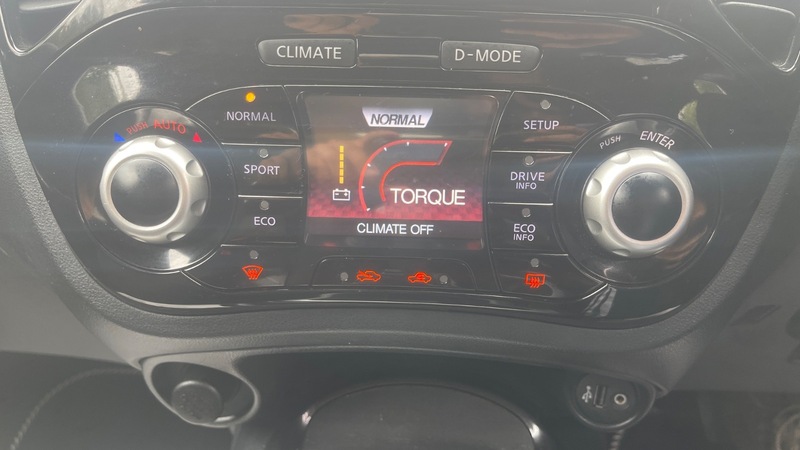 CLIMATE
D-MODE
PUSH AUTO
NORMAL
SPORT
ECO
NORMAL
TORQUE
CLIMATE OFF
SETUP
DRIVE
INFO
ECO
INFO
PUSH ENTER